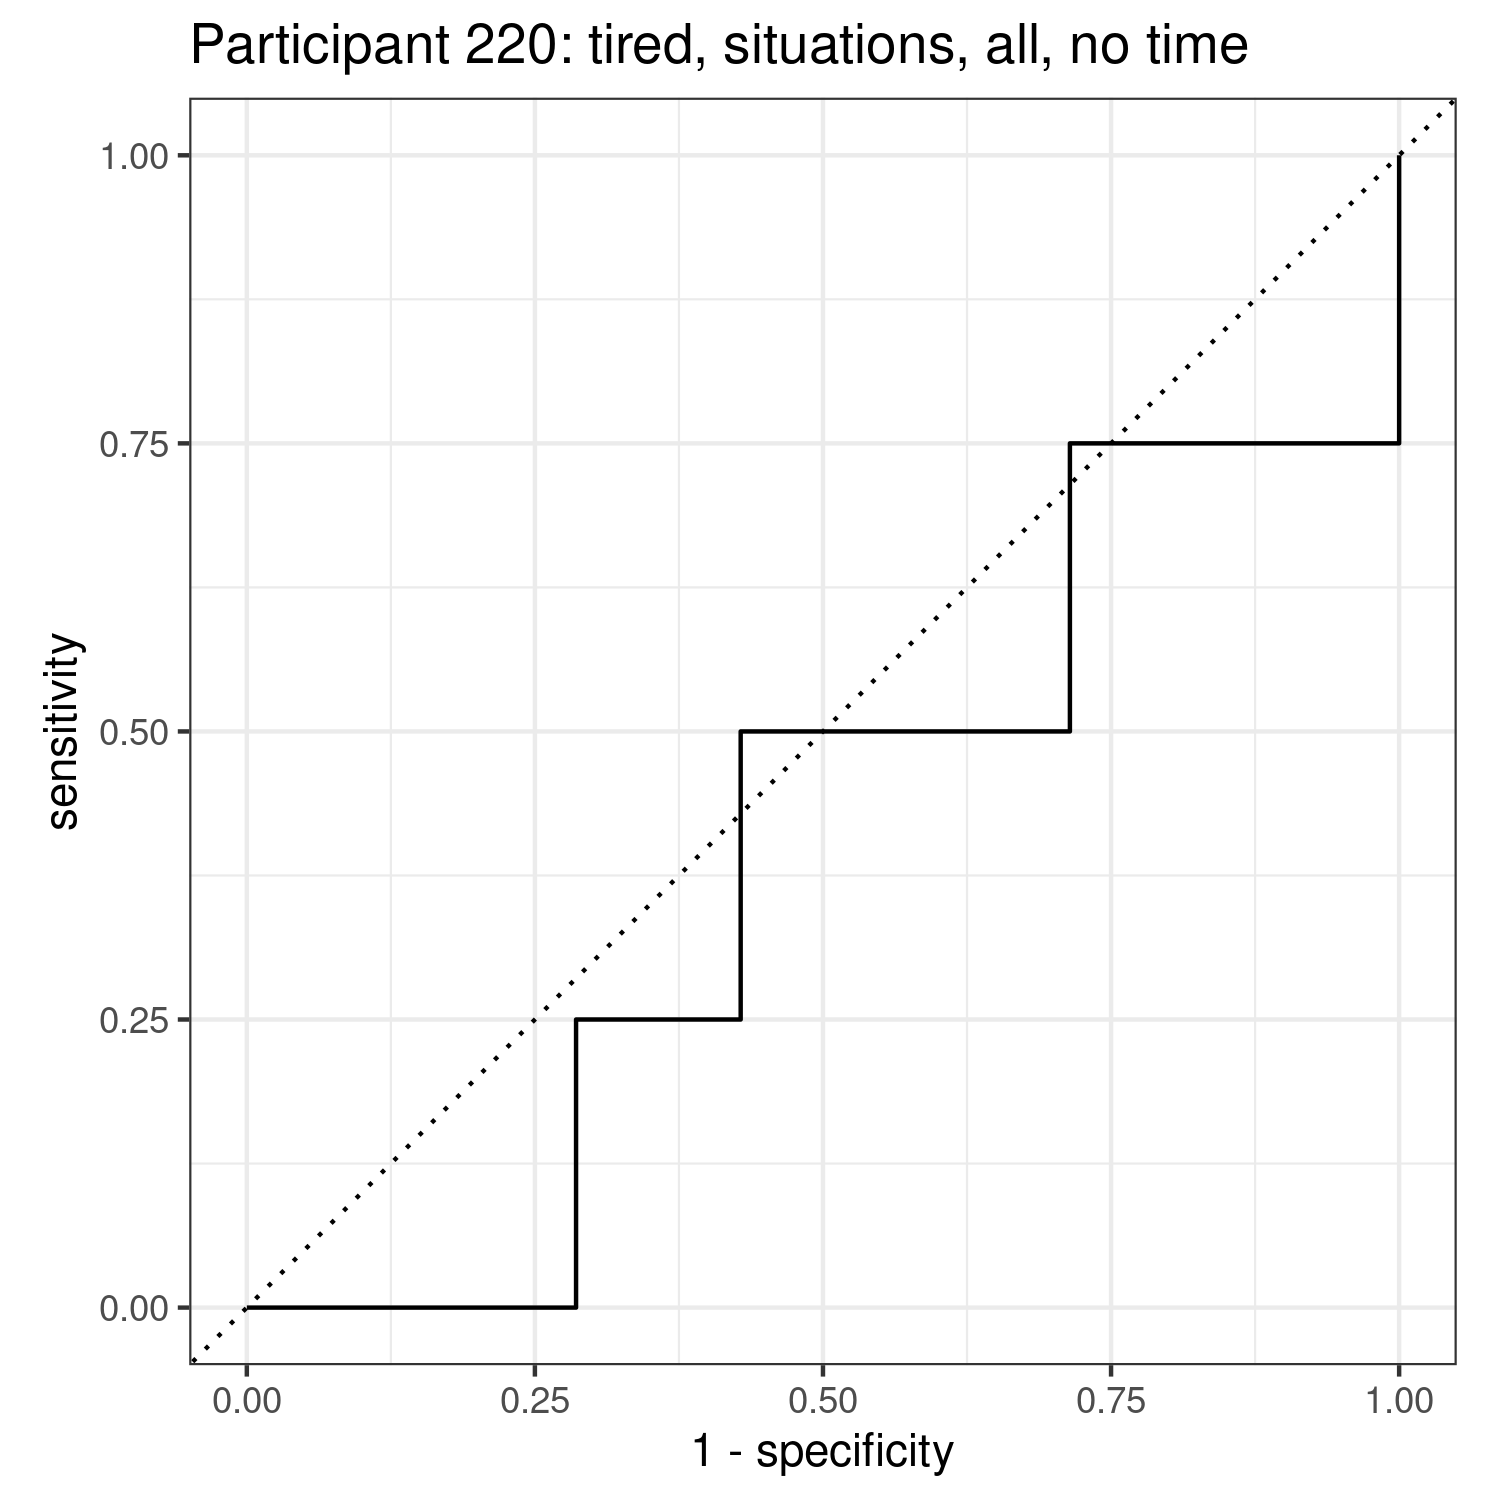 Participant 220: tired, situations, all, no time
1.00
0.75
0.50
0.25
0.00
sensitivity
0.00 0.25 0.50 0.75 1.00
1 - specificity